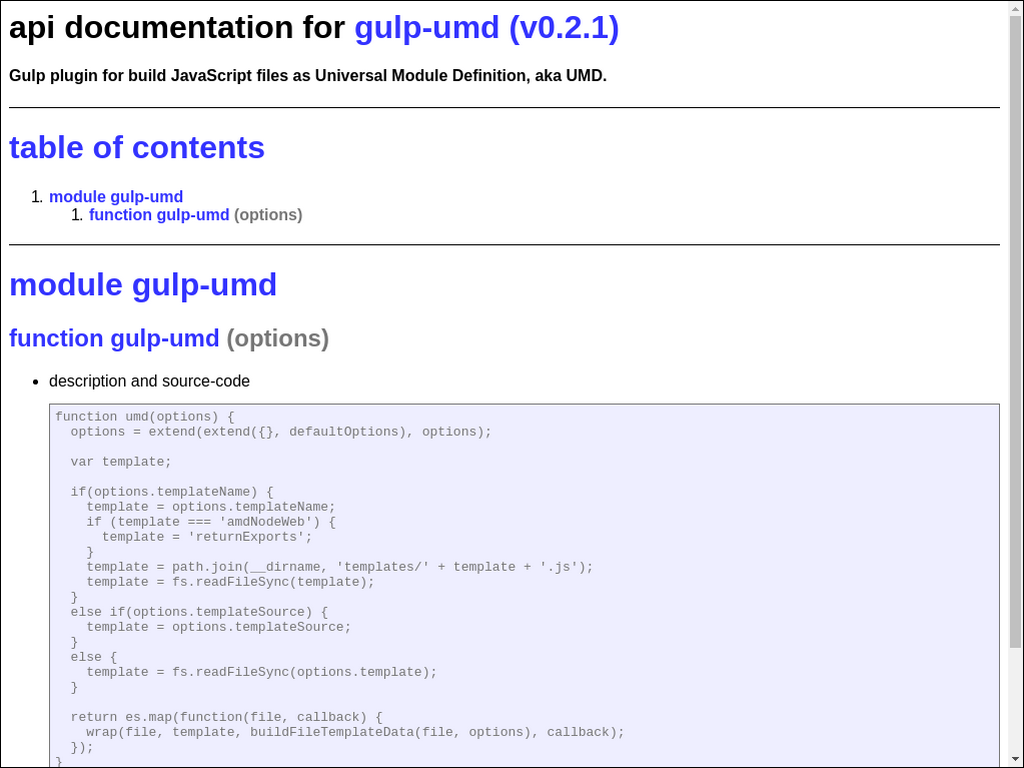 api documentation for gulp-umd (v0.2.1)
Gulp plugin for build JavaScript files as Universal Module Definition, aka UMD.
table of contents
1. module gulp-umd
1. function gulp-umd (options)
module gulp-umd
function gulp-umd (options)
• description and source-code
function umd(options) {
  options = extend(extend({}, defaultOptions), options);

  var template;

  if(options.templateName) {
    template = options.templateName;
    if (template === 'amdNodeWeb') {
      template = 'returnExports';
    }
    template = path.join(__dirname, 'templates/' + template + '.js');
    template = fs.readFileSync(template);
  }
  else if(options.templateSource) {
    template = options.templateSource;
  }
  else {
    template = fs.readFileSync(options.template);
  }

  return es.map(function(file, callback) {
    wrap(file, template, buildFileTemplateData(file, options), callback);
  });
}